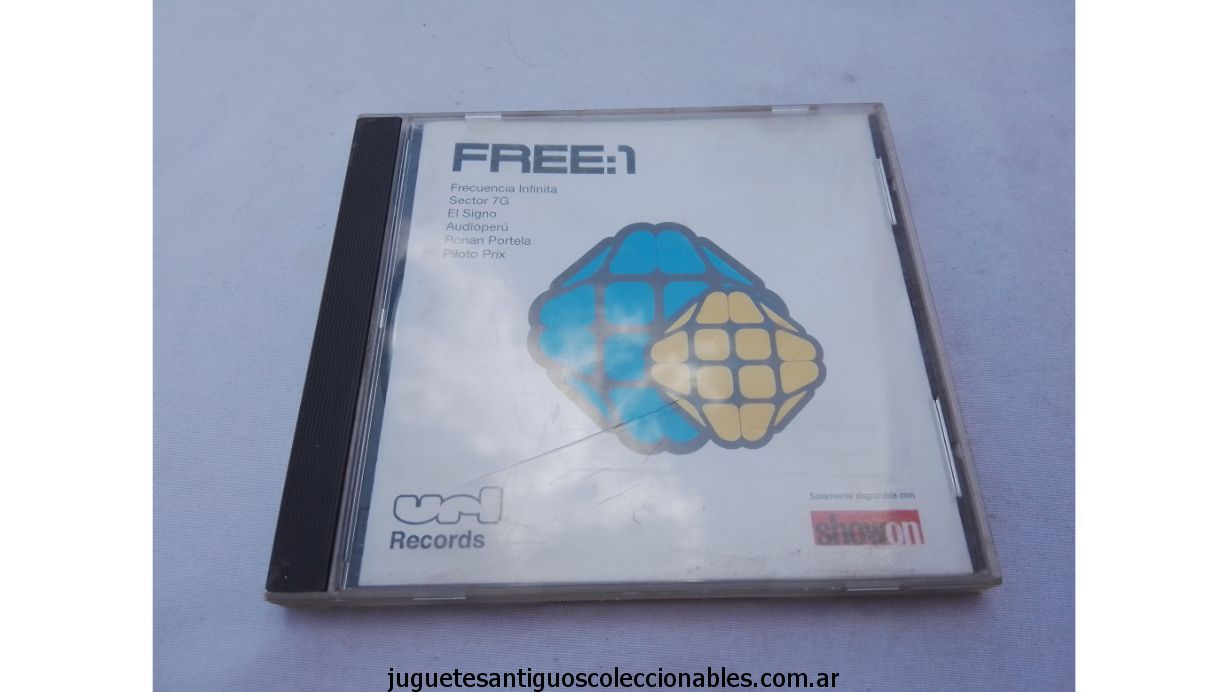 FREE:1
Frecuencia Infinita
Sector 7G
El Signo
Audioperú
Ronan Portela
Piloto Prix
url
Records
Solamente disponible con
showon
juguetesantiguoscoleccionables.com.ar